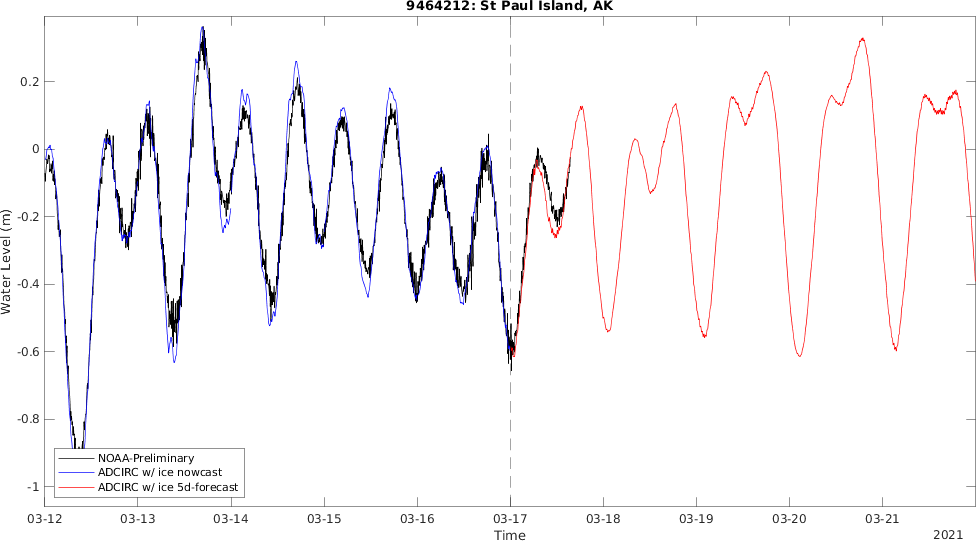 9464212: St Paul Island, AK
0.2
0
-0.2
-0.4
-0.6
-0.8
-1
Water Level (m)
NOAA-Preliminary
ADCIRC w/ ice nowcast
ADCIRC w/ ice 5d-forecast
03-12 03-13 03-14 03-15 03-16 03-17 03-18 03-19 03-20 03-21
Time
2021